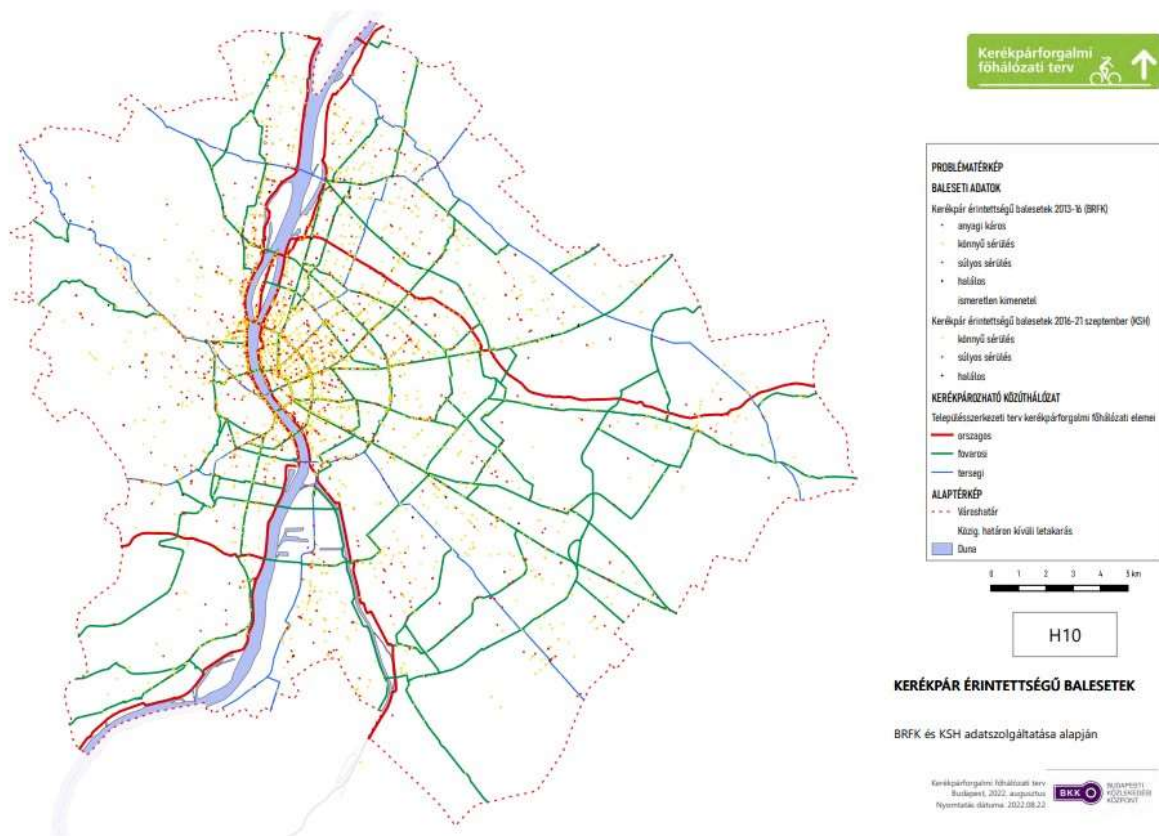 Kerékpárforgalmi
főhálózati terv
PROBLÉMATÉRKÉP
BALESETI ADATOK
Kerékpár érintettségű balesetek 2013-16 (BRFK)
anyagi káros
könnyű sérülés
súlyos sérülés
halálos
ismeretlen kimenetel
Kerékpár érintettségű balesetek 2016-21 szeptember (KSH)
könnyű sérülés
súlyos sérülés
halálos
KERÉKPÁROZHATÓ KÖZÚTHÁLÓZAT
Településszerkezeti terv kerékpárforgalmi főhálózati elemei
orszagos
fovarosi
tersegi
ALAPTÉRKÉP
Városhatár
Közig. határon kívüli letakarás
Duna
0 1 2 3 4 5 km
H10
KERÉKPÁR ÉRINTETTSÉGŰ BALESETEK
BRFK és KSH adatszolgáltatása alapján
Kerékpárforgalmi főhálózati terv
Budapest, 2022. augusztus
Nyomtatás dátuma: 2022.08.22
BKK
BUDAPESTI
KÖZLEKEDÉSI
KÖZPONT